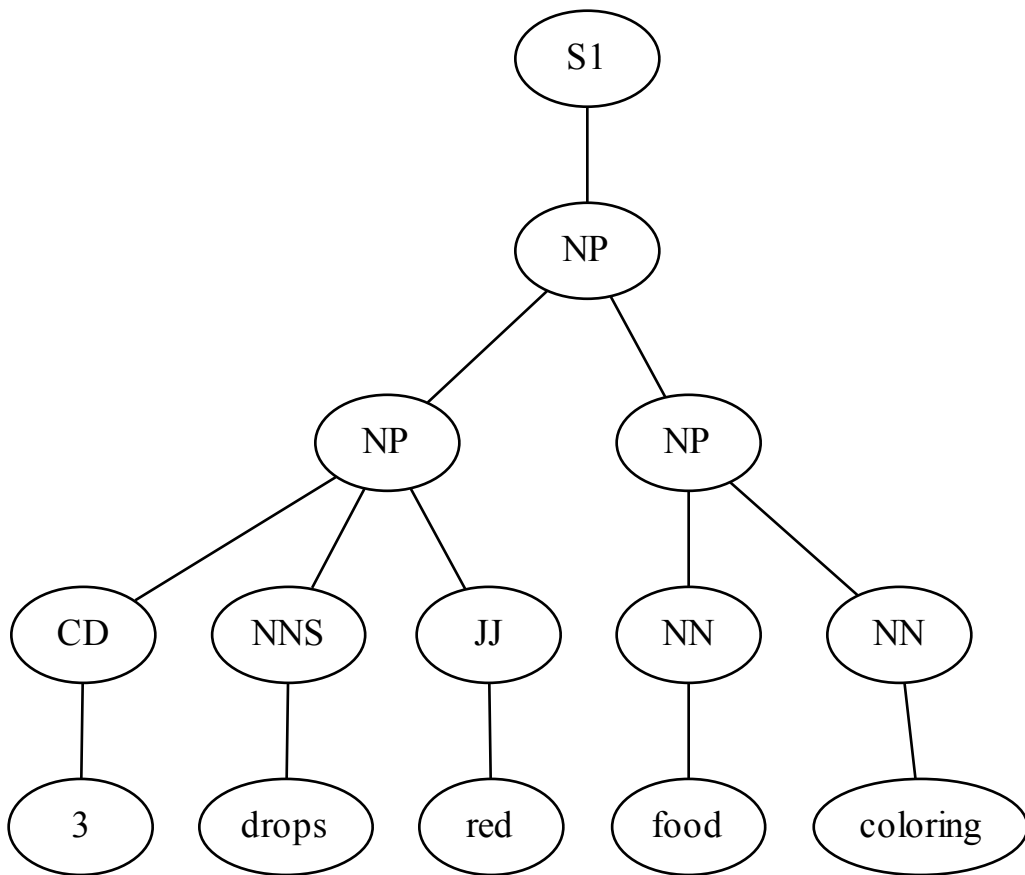 S1
NP
NP NP
CD NNS JJ NN NN
3 drops red food coloring